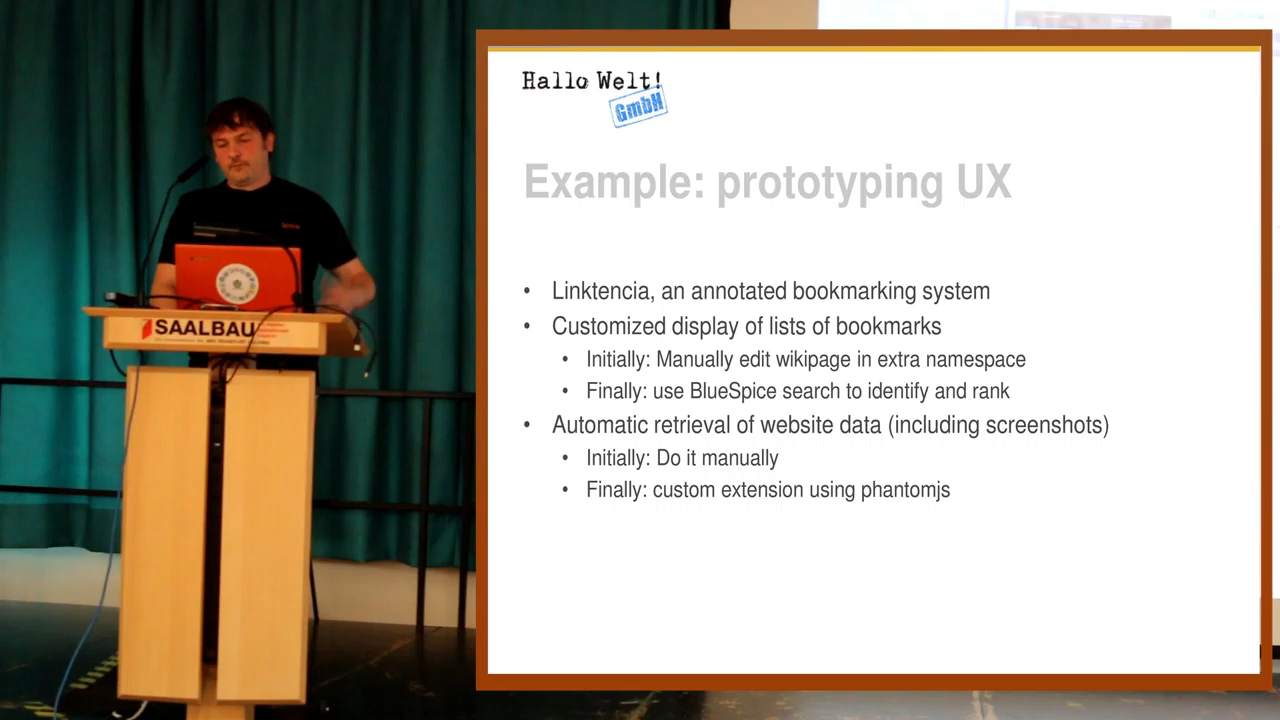 Hallo Welt!
GmbH
Example: prototyping UX
• Linktencia, an annotated bookmarking system
• Customized display of lists of bookmarks
• Initially: Manually edit wikipage in extra namespace
• Finally: use BlueSpice search to identify and rank
• Automatic retrieval of website data (including screenshots)
• Initially: Do it manually
• Finally: custom extension using phantomjs
SAALBAU